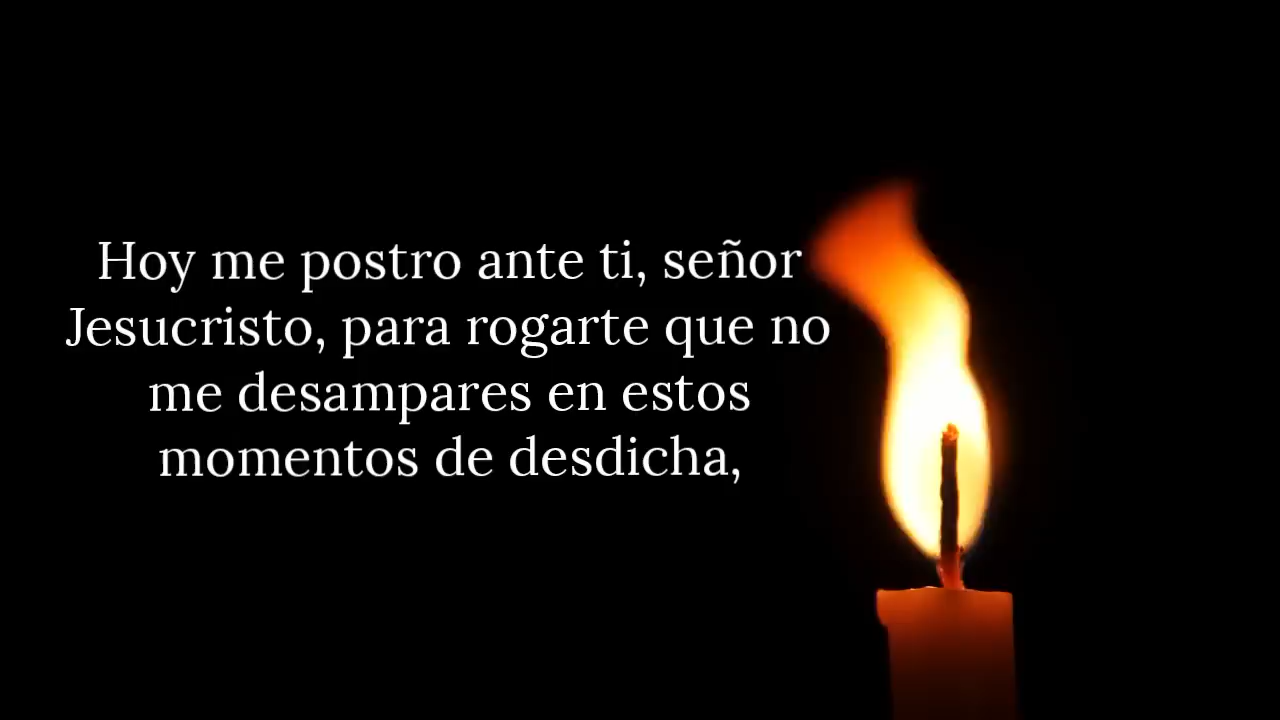 Hoy me postro ante ti, señor
Jesucristo, para rogarte que no
me desampares en estos
momentos de desdicha,